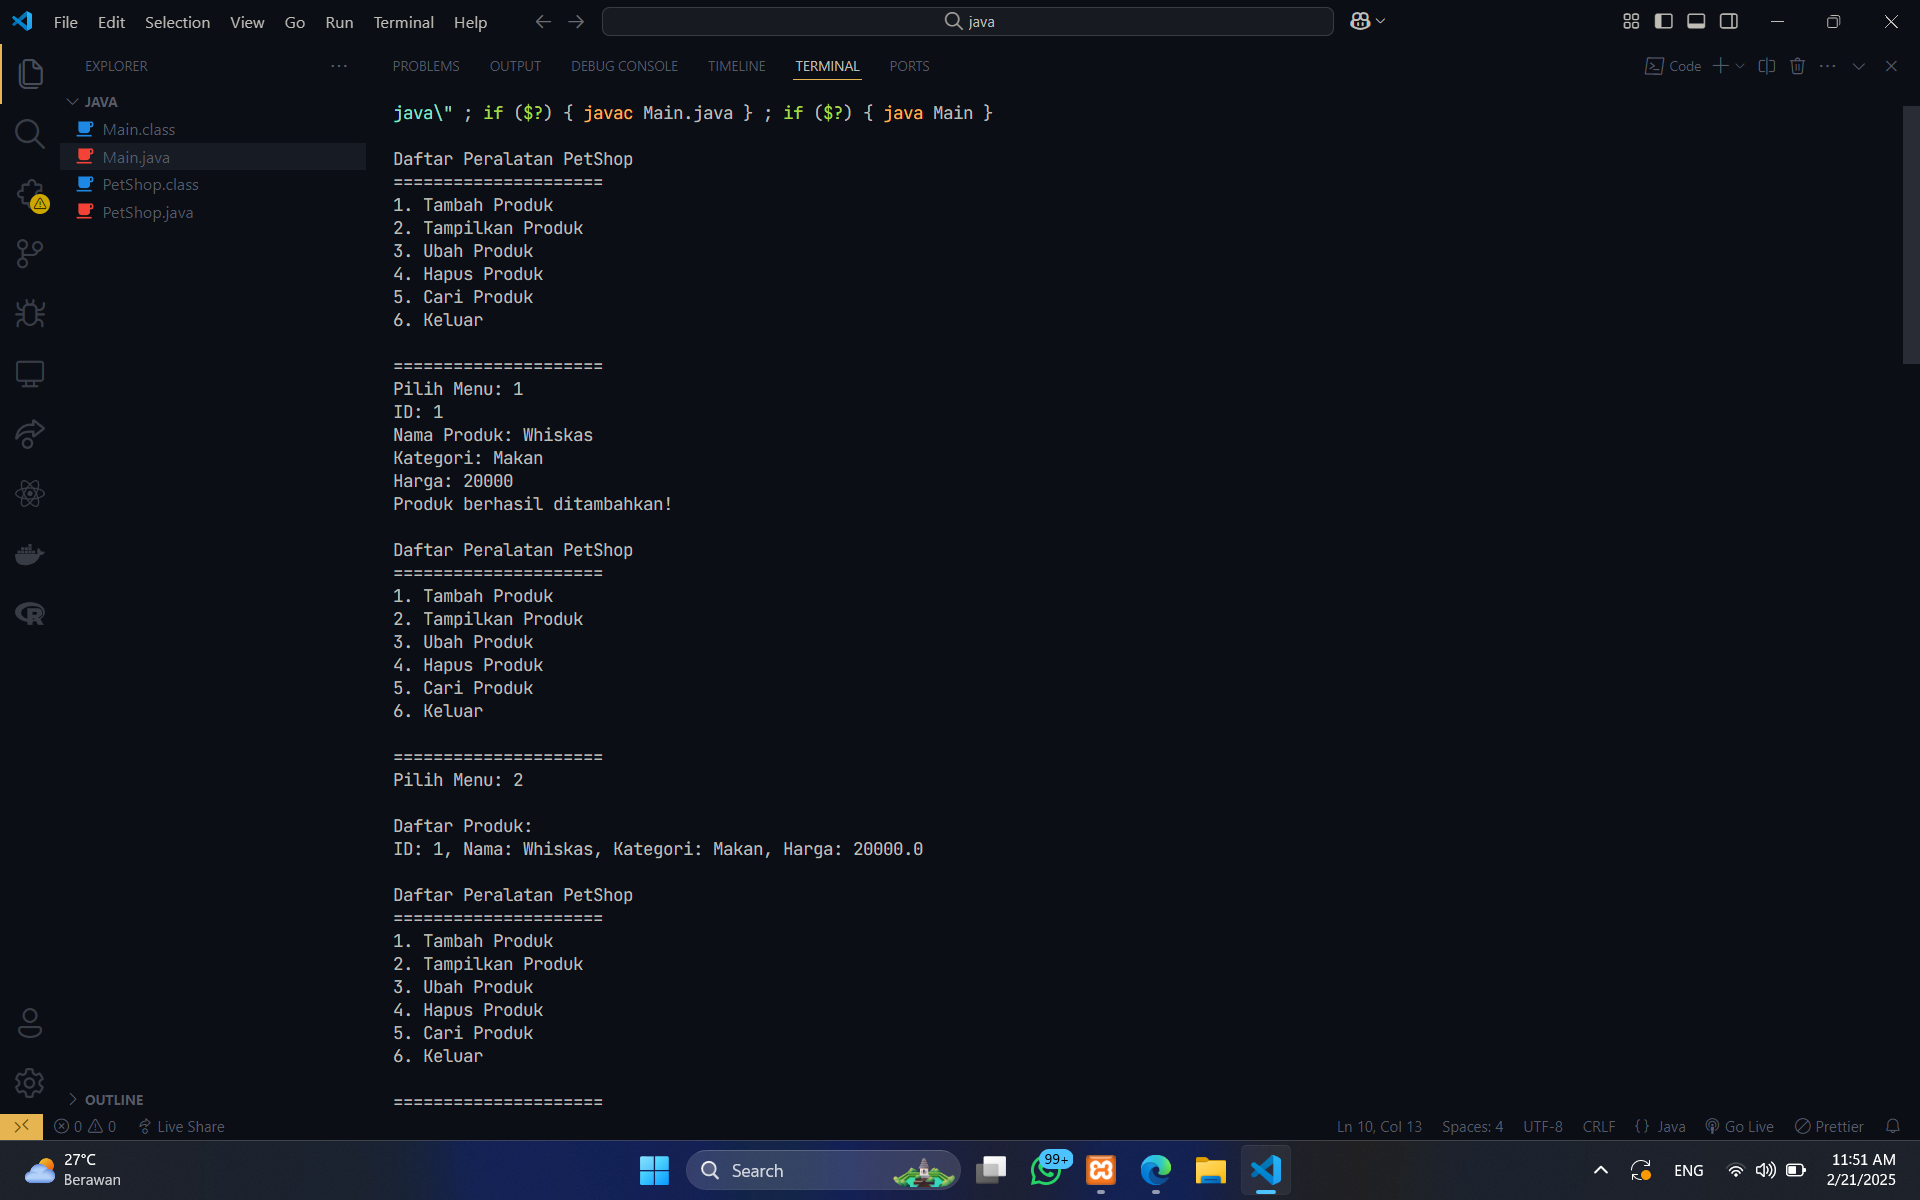 File Edit Selection View Go Run Terminal Help
java
EXPLORER
JAVA
Main.class
Main.java
PetShop.class
PetShop.java
OUTLINE
PROBLEMS OUTPUT DEBUG CONSOLE TIMELINE TERMINAL PORTS
Code
java\" ; if ($?) { javac Main.java } ; if ($?) { java Main }
Daftar Peralatan PetShop
=====================
1. Tambah Produk
2. Tampilkan Produk
3. Ubah Produk
4. Hapus Produk
5. Cari Produk
6. Keluar
=====================
Pilih Menu: 1
ID: 1
Nama Produk: Whiskas
Kategori: Makan
Harga: 20000
Produk berhasil ditambahkan!
Daftar Peralatan PetShop
=====================
1. Tambah Produk
2. Tampilkan Produk
3. Ubah Produk
4. Hapus Produk
5. Cari Produk
6. Keluar
=====================
Pilih Menu: 2
Daftar Produk:
ID: 1, Nama: Whiskas, Kategori: Makan, Harga: 20000.0
Daftar Peralatan PetShop
=====================
1. Tambah Produk
2. Tampilkan Produk
3. Ubah Produk
4. Hapus Produk
5. Cari Produk
6. Keluar
=====================
0 0 Live Share
Ln 10, Col 13 Spaces: 4 UTF-8 CRLF {} Java Go Live Prettier
27°C
Berawan
Search
99+
ENG
11:51 AM
2/21/2025